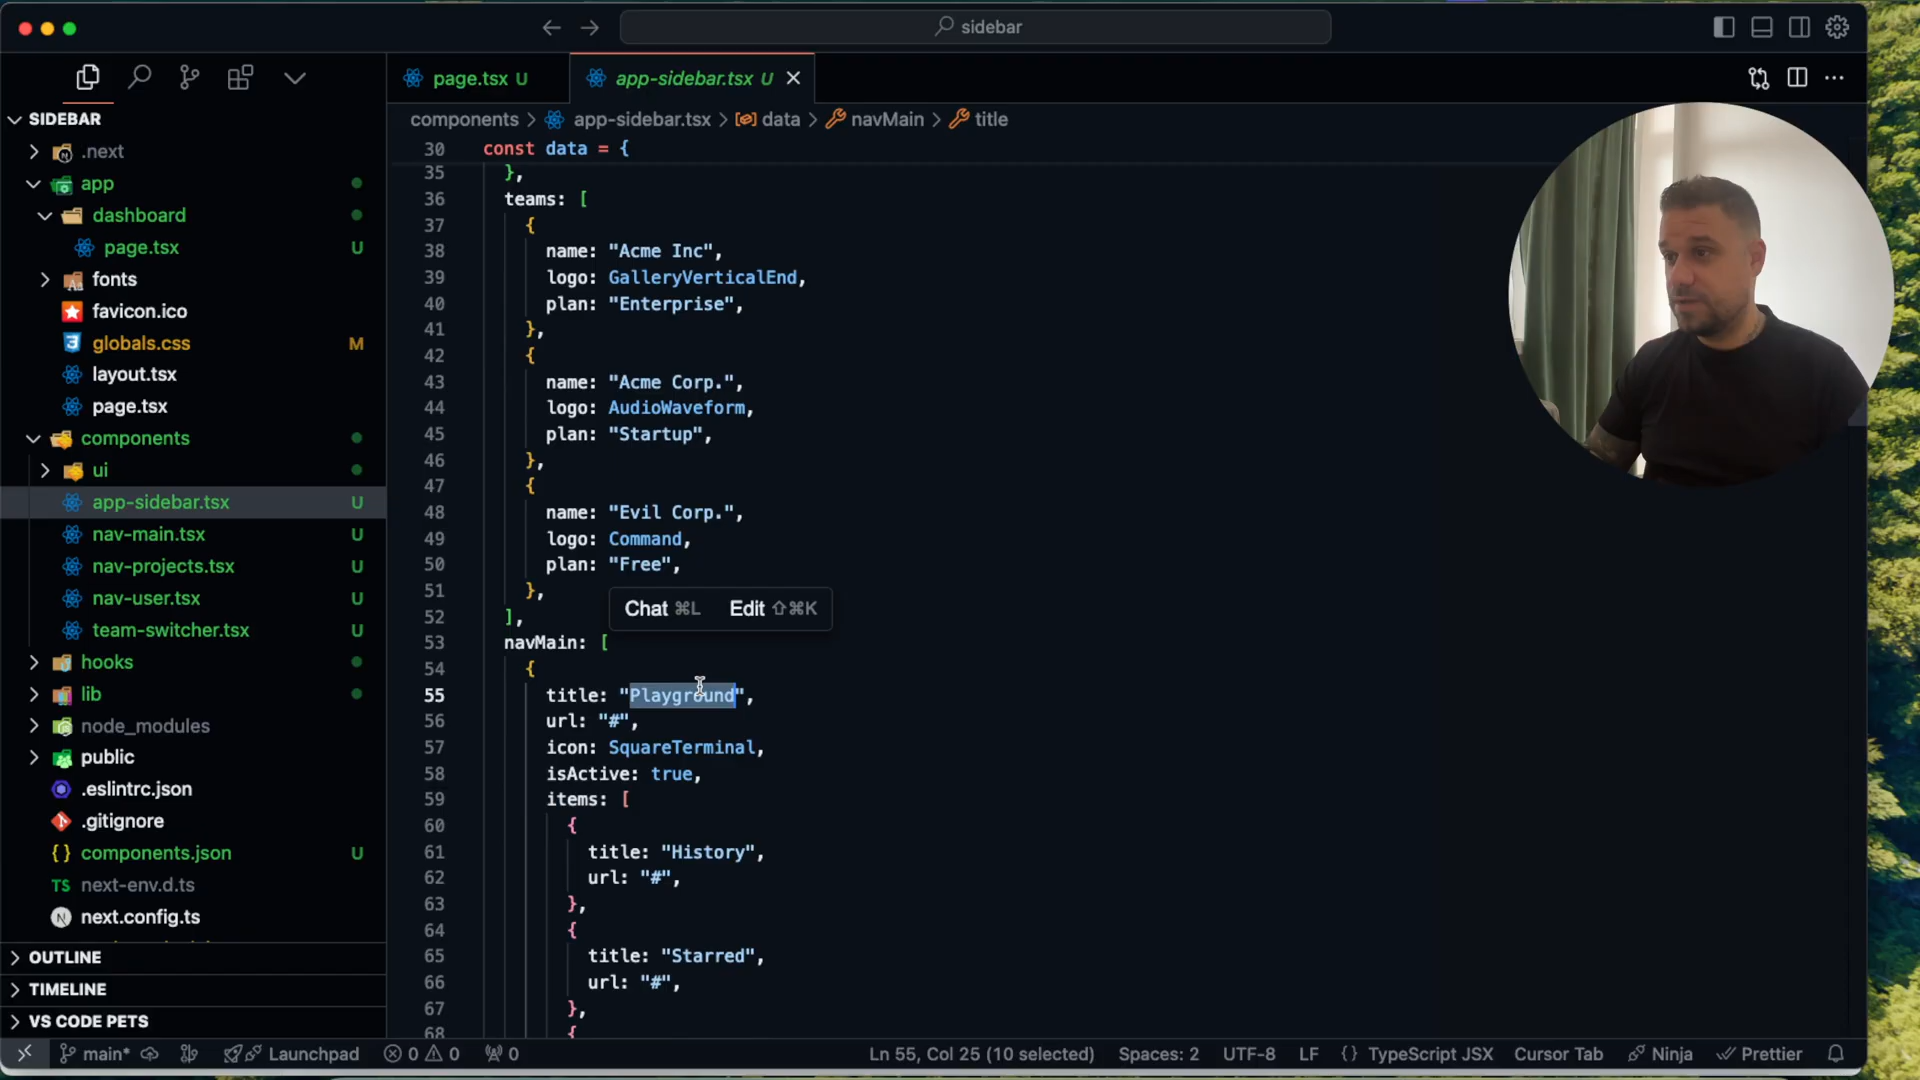 sidebar
page.tsx U
app-sidebar.tsx U
components > app-sidebar.tsx > data > navMain > title
SIDEBAR
.next
app
dashboard
page.tsx U
fonts
favicon.ico
globals.css M
layout.tsx
page.tsx
components
ui
app-sidebar.tsx U
nav-main.tsx U
nav-projects.tsx U
nav-user.tsx U
team-switcher.tsx U
hooks
lib
node_modules
public
.eslintrc.json
.gitignore
{} components.json U
TS next-env.d.ts
N next.config.ts
OUTLINE
TIMELINE
VS CODE PETS
30 const data = {
35 },
36 teams: [
37 {
38 name: "Acme Inc",
39 logo: GalleryVerticalEnd,
40 plan: "Enterprise",
41 },
42 {
43 name: "Acme Corp.",
44 logo: AudioWaveform,
45 plan: "Startup",
46 },
47 {
48 name: "Evil Corp.",
49 logo: Command,
50 plan: "Free",
51 },
Chat ⌘L Edit ⇧⌘K
52 ],
53 navMain: [
54 {
55 title: "Playground",
56 url: "#",
57 icon: SquareTerminal,
58 isActive: true,
59 items: [
60 {
61 title: "History",
62 url: "#",
63 },
64 {
65 title: "Starred",
66 url: "#",
67 },
68 {
main* Launchpad 0 0 0 Ln 55, Col 25 (10 selected) Spaces: 2 UTF-8 LF {} TypeScript JSX Cursor Tab Ninja Prettier